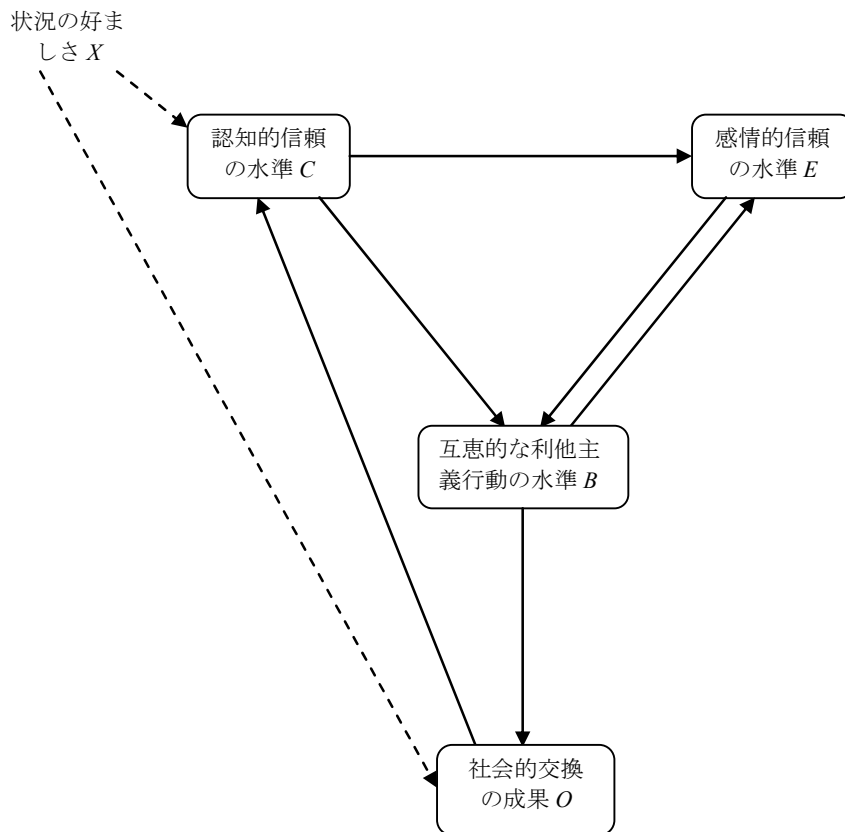 状況の好ま
しさ X
認知的信頼
の水準 C
感情的信頼
の水準 E
互恵的な利他主
義行動の水準 B
社会的交換
の成果 O